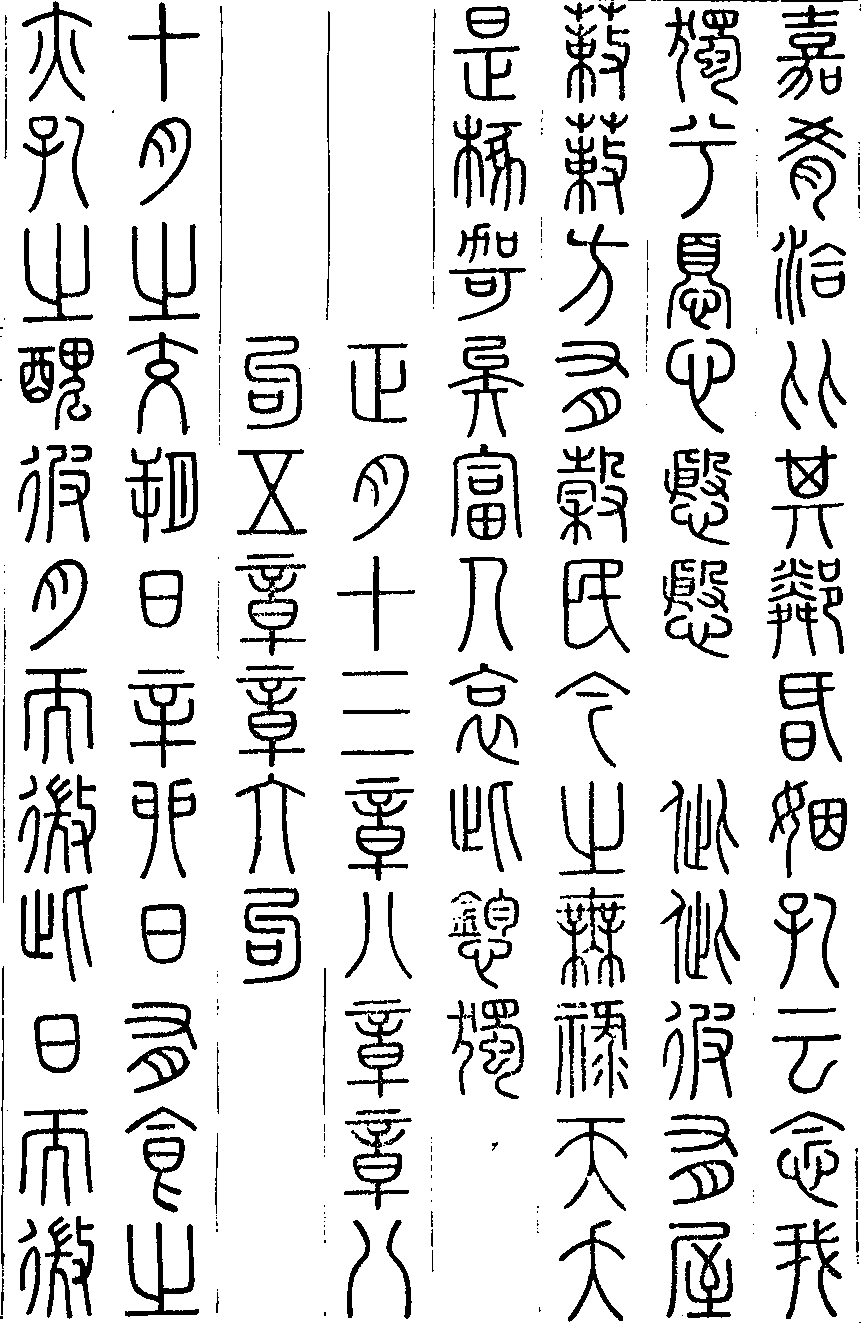 嘉肴洽比其鄰昏姻孔云念我
獨兮憂心慇慇　佌佌彼有屋
蔌蔌方有穀民今之無祿天夭
是椓哿矣富人哀此惸獨
正月十三章八章章八
句五章章六句
十月之交朔日辛卯日有食之
亦孔之醜彼月而微此日而微